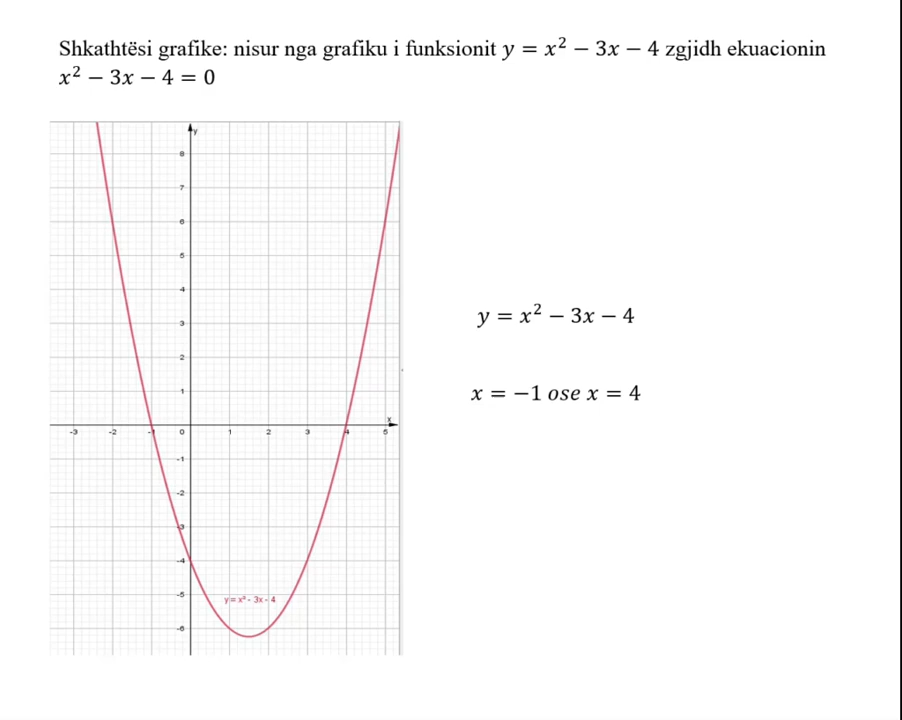 Shkathtësi grafike: nisur nga grafiku i funksionit y = x² − 3x − 4 zgjidh ekuacionin
x² − 3x − 4 = 0
y
8
7
6
5
4
3
2
1
x
-3 -2 -1 0 1 2 3 4 5
-1
-2
-3
-4
-5
y = x² - 3x - 4
-6
y = x² − 3x − 4
x = −1 ose x = 4